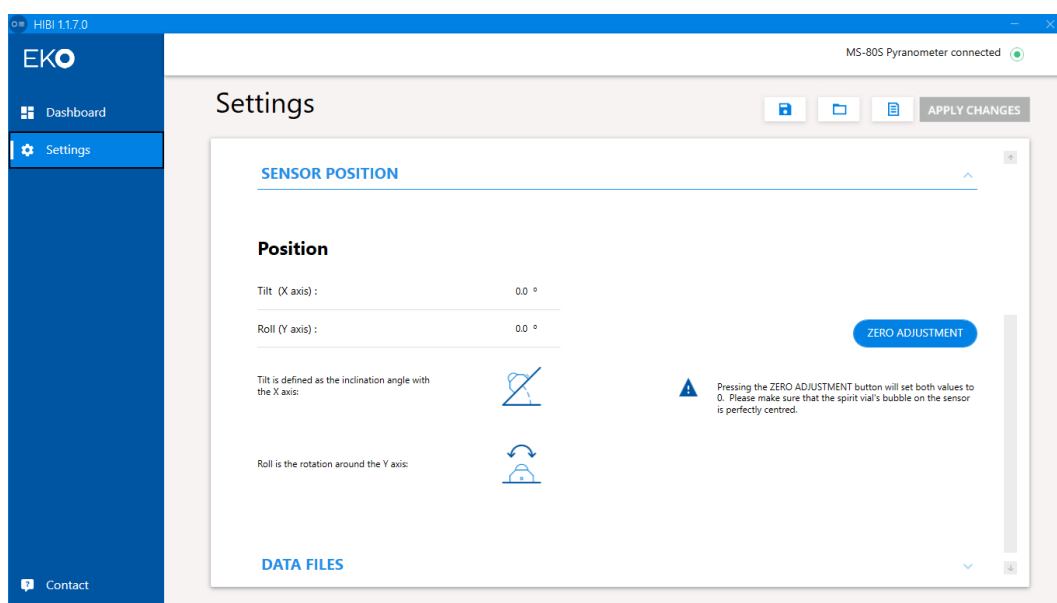 HIBI 1.1.7.0
EKO
MS-80S Pyranometer connected
Dashboard
Settings
Settings
APPLY CHANGES
SENSOR POSITION
Position
Tilt (X axis) :
0.0 °
Roll (Y axis) :
0.0 °
ZERO ADJUSTMENT
Tilt is defined as the inclination angle with
the X axis:
Pressing the ZERO ADJUSTMENT button will set both values to
0. Please make sure that the spirit vial's bubble on the sensor
is perfectly centred.
Roll is the rotation around the Y axis:
DATA FILES
Contact